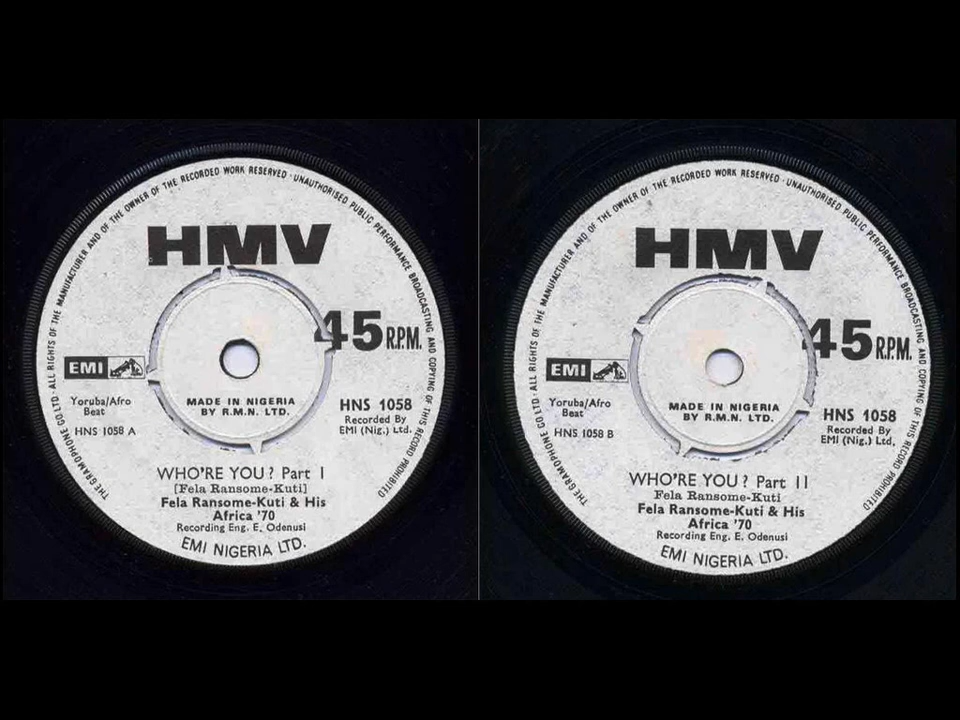 THE GRAMOPHONE CO. LTD. · ALL RIGHTS OF THE MANUFACTURER AND OF THE OWNER OF THE RECORDED WORK RESERVED · UNAUTHORISED PUBLIC PERFORMANCE BROADCASTING AND COPYING OF THIS RECORD PROHIBITED
HMV
45 R.P.M.
EMI
Yoruba/Afro
Beat
HNS 1058 A
MADE IN NIGERIA
BY R.M.N. LTD.
HNS 1058
Recorded By
EMI (Nig.) Ltd.
WHO'RE YOU? Part I
[Fela Ransome-Kuti]
Fela Ransome-Kuti & His
Africa '70
Recording Eng. E. Odenusi
EMI NIGERIA LTD.
THE GRAMOPHONE CO. LTD. · ALL RIGHTS OF THE MANUFACTURER AND OF THE OWNER OF THE RECORDED WORK RESERVED · UNAUTHORISED PUBLIC PERFORMANCE BROADCASTING AND COPYING OF THIS RECORD PROHIBITED
HMV
45 R.P.M.
EMI
Yoruba/Afro
Beat
HNS 1058 B
MADE IN NIGERIA
BY R.M.N. LTD.
HNS 1058
Recorded By
EMI (Nig.) Ltd.
WHO'RE YOU? Part II
Fela Ransome-Kuti
Fela Ransome-Kuti & His
Africa '70
Recording Eng. E. Odenusi
EMI NIGERIA LTD.